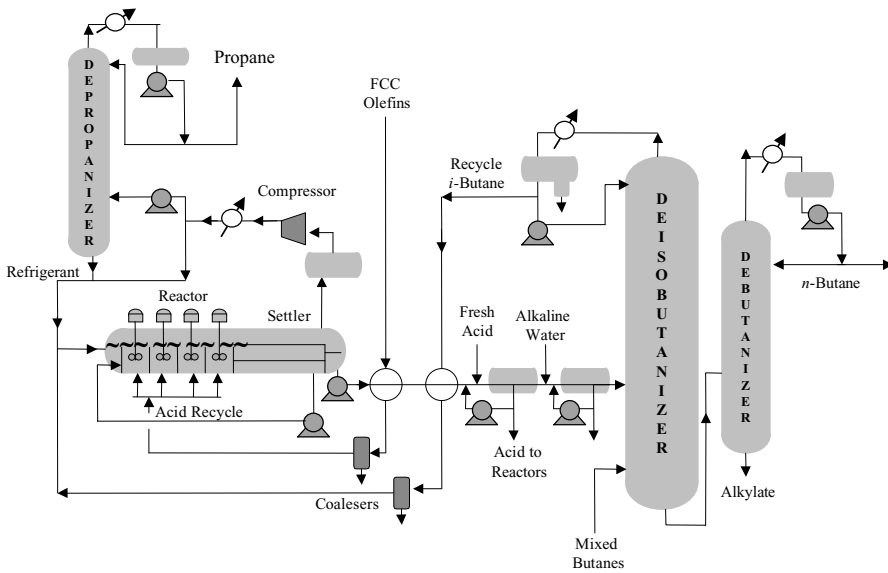 DEPROPANIZER
Propane
FCC
Olefins
Compressor
Recycle
i-Butane
DEISOBUTANIZER
DEBUTANIZER
n-Butane
Refrigerant
Reactor
Settler
Fresh
Acid
Alkaline
Water
Acid Recycle
Acid to
Reactors
Coalesers
Alkylate
Mixed
Butanes